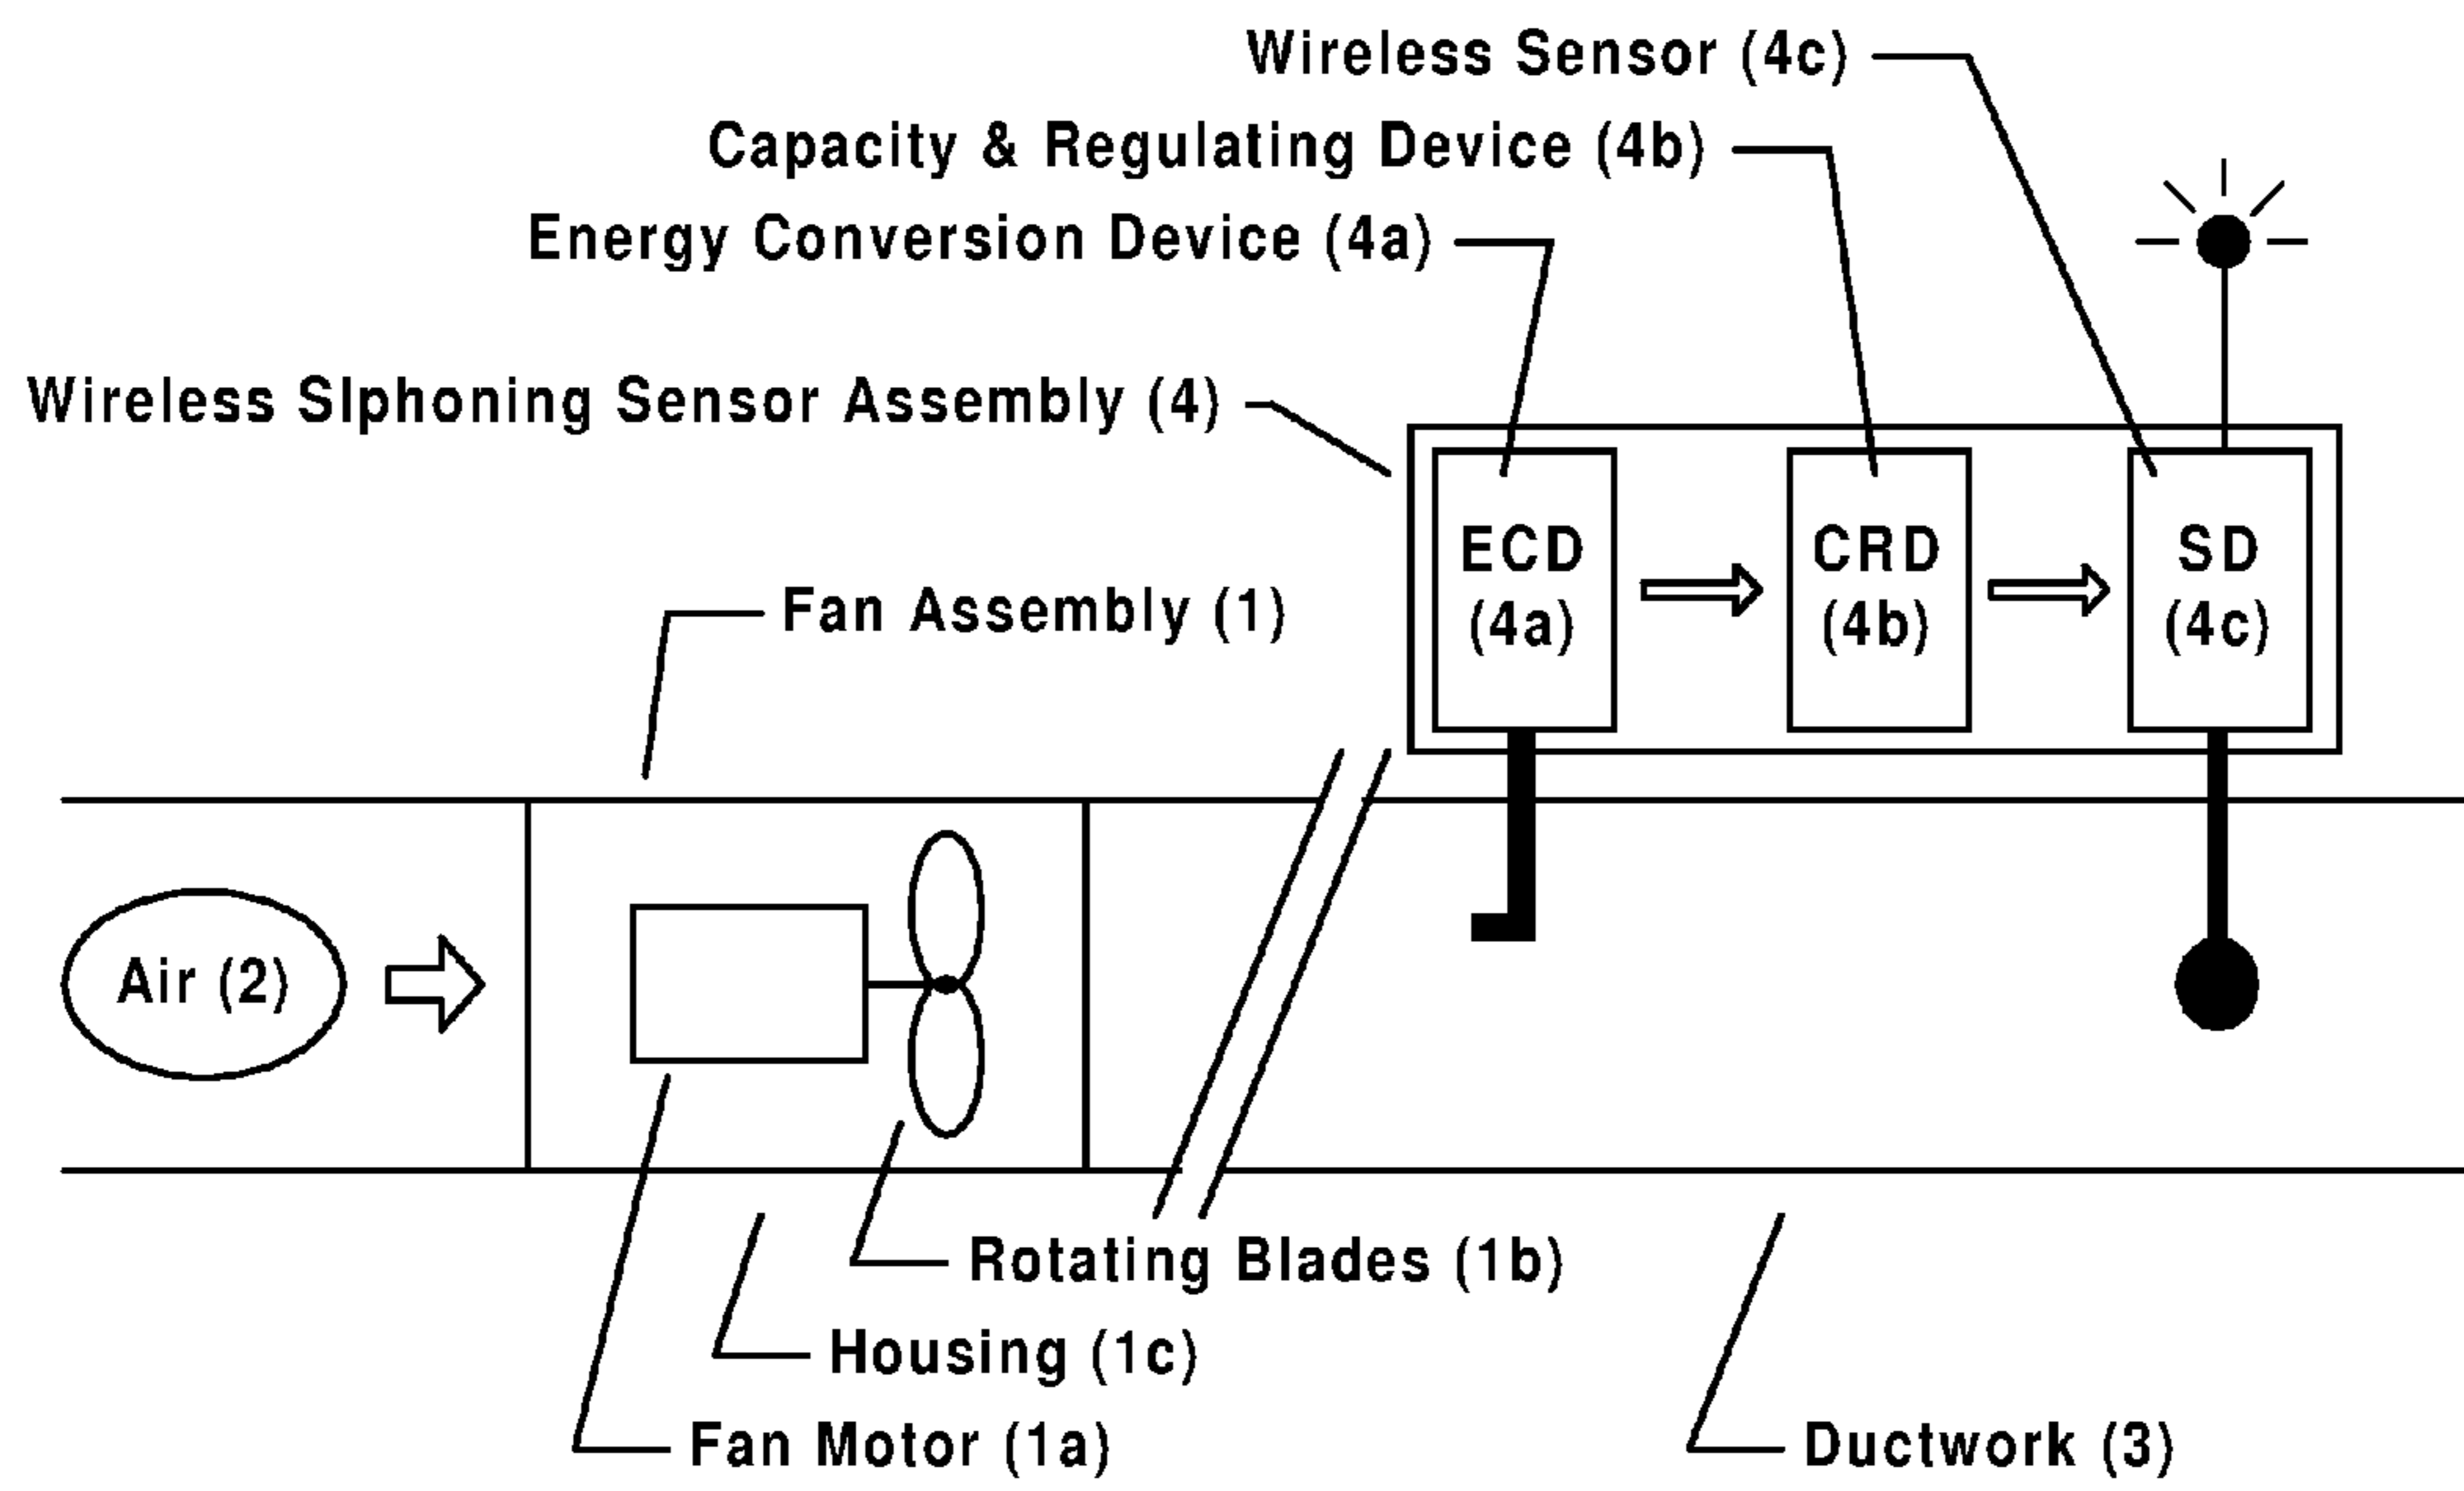 Wireless Sensor (4c)
Capacity & Regulating Device (4b)
Energy Conversion Device (4a)
Wireless SIphoning Sensor Assembly (4)
ECD
(4a)
CRD
(4b)
SD
(4c)
Fan Assembly (1)
Air (2)
Rotating Blades (1b)
Housing (1c)
Fan Motor (1a)
Ductwork (3)